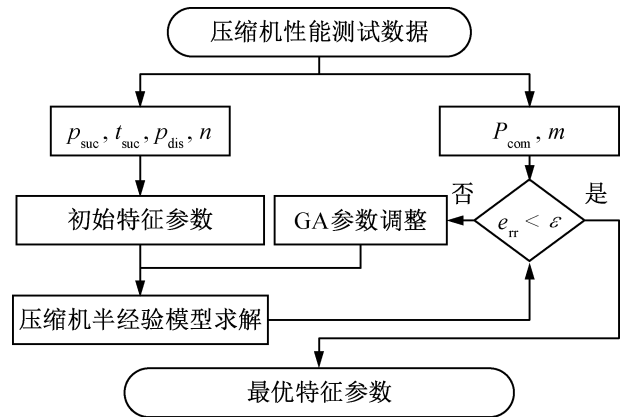 压缩机性能测试数据
p_suc, t_suc, p_dis, n
P_com, m
初始特征参数
GA参数调整
否
e_rr < ε
是
压缩机半经验模型求解
最优特征参数